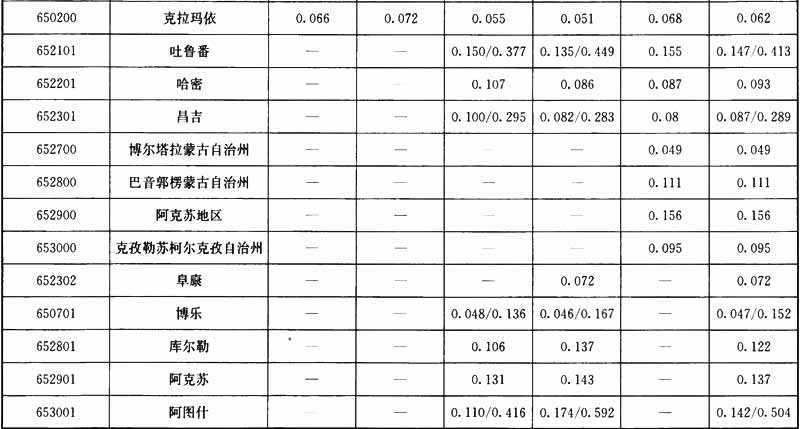 650200 克拉玛依 0.066 0.072 0.055 0.051 0.068 0.062
652101 吐鲁番 — — 0.150/0.377 0.135/0.449 0.155 0.147/0.413
652201 哈密 — — 0.107 0.086 0.087 0.093
652301 昌吉 — — 0.100/0.295 0.082/0.283 0.08 0.087/0.289
652700 博尔塔拉蒙古自治州 — — — — 0.049 0.049
652800 巴音郭楞蒙古自治州 — — — — 0.111 0.111
652900 阿克苏地区 — — — — 0.156 0.156
653000 克孜勒苏柯尔克孜自治州 — — — — 0.095 0.095
652302 阜康 — — — 0.072 — 0.072
650701 博乐 — — 0.048/0.136 0.046/0.167 — 0.047/0.152
652801 库尔勒 — — 0.106 0.137 — 0.122
652901 阿克苏 — — 0.131 0.143 — 0.137
653001 阿图什 — — 0.110/0.416 0.174/0.592 — 0.142/0.504